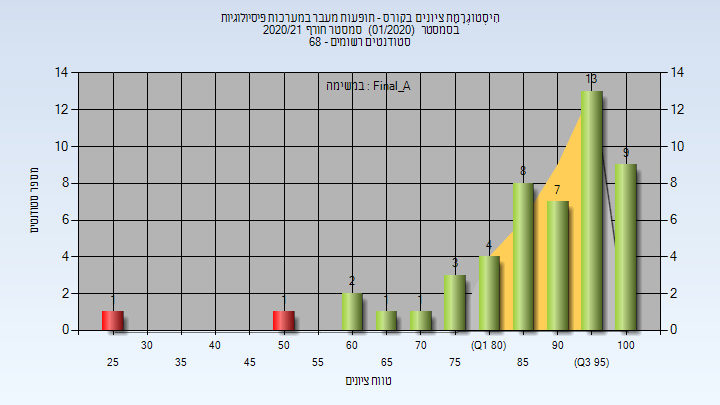 היסטוגרמת ציונים בקורס - תופעות מעבר במערכות פיסיולוגיות
בסמסטר (01/2020) סמסטר חורף 2020/21
סטודנטים רשומים - 68
במשימה : Final_A
מספר סטודנטים
14 14
12 12
10 10
8 8
6 6
4 4
2 2
0 0
1 1 2 1 1 3 4 8 7 13 9
30 40 50 60 70 (Q1 80) 90 100
25 35 45 55 65 75 85 (Q3 95)
טווח ציונים